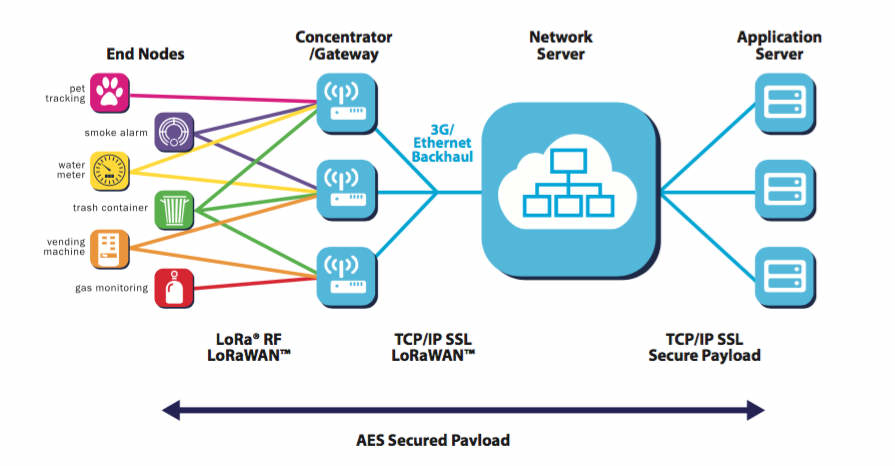 End Nodes
Concentrator
/Gateway
Network
Server
Application
Server
pet
tracking
smoke alarm
water
meter
trash container
vending
machine
gas monitoring
3G/
Ethernet
Backhaul
LoRa® RF
LoRaWAN™
TCP/IP SSL
LoRaWAN™
TCP/IP SSL
Secure Payload
AES Secured Payload